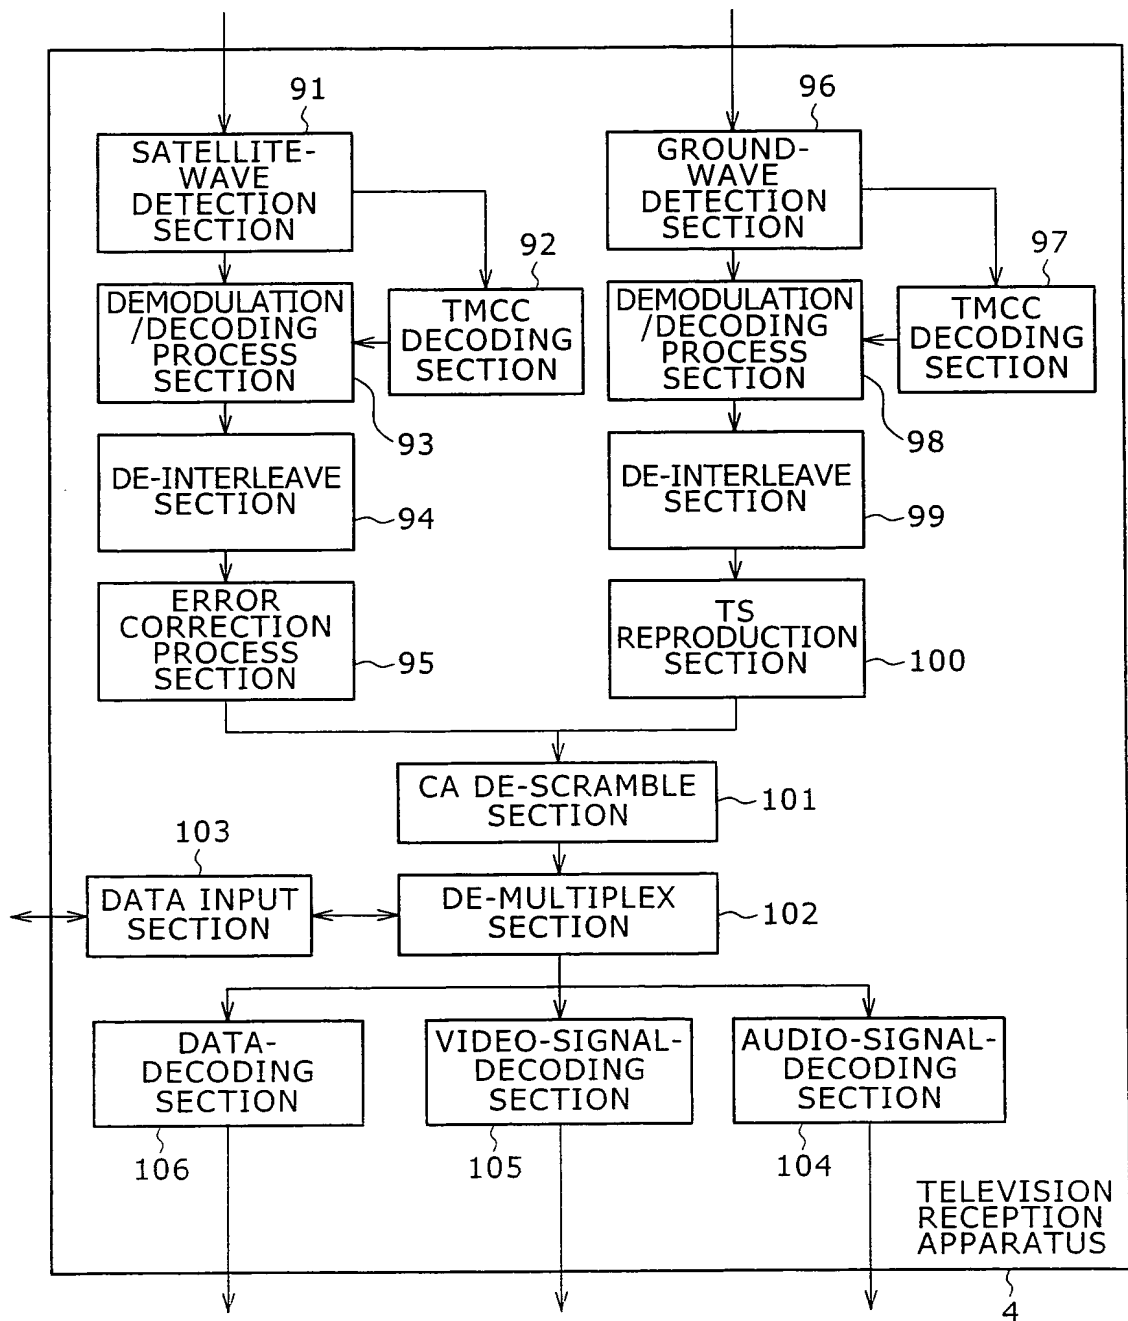 91
SATELLITE-
WAVE
DETECTION
SECTION
96
GROUND-
WAVE
DETECTION
SECTION
92
TMCC
DECODING
SECTION
97
TMCC
DECODING
SECTION
DEMODULATION
/DECODING
PROCESS
SECTION
93
DEMODULATION
/DECODING
PROCESS
SECTION
98
DE-INTERLEAVE
SECTION
94
DE-INTERLEAVE
SECTION
99
ERROR
CORRECTION
PROCESS
SECTION
95
TS
REPRODUCTION
SECTION
100
CA DE-SCRAMBLE
SECTION
101
103
DATA INPUT
SECTION
DE-MULTIPLEX
SECTION
102
DATA-
DECODING
SECTION
106
VIDEO-SIGNAL-
DECODING
SECTION
105
AUDIO-SIGNAL-
DECODING
SECTION
104
TELEVISION
RECEPTION
APPARATUS
4